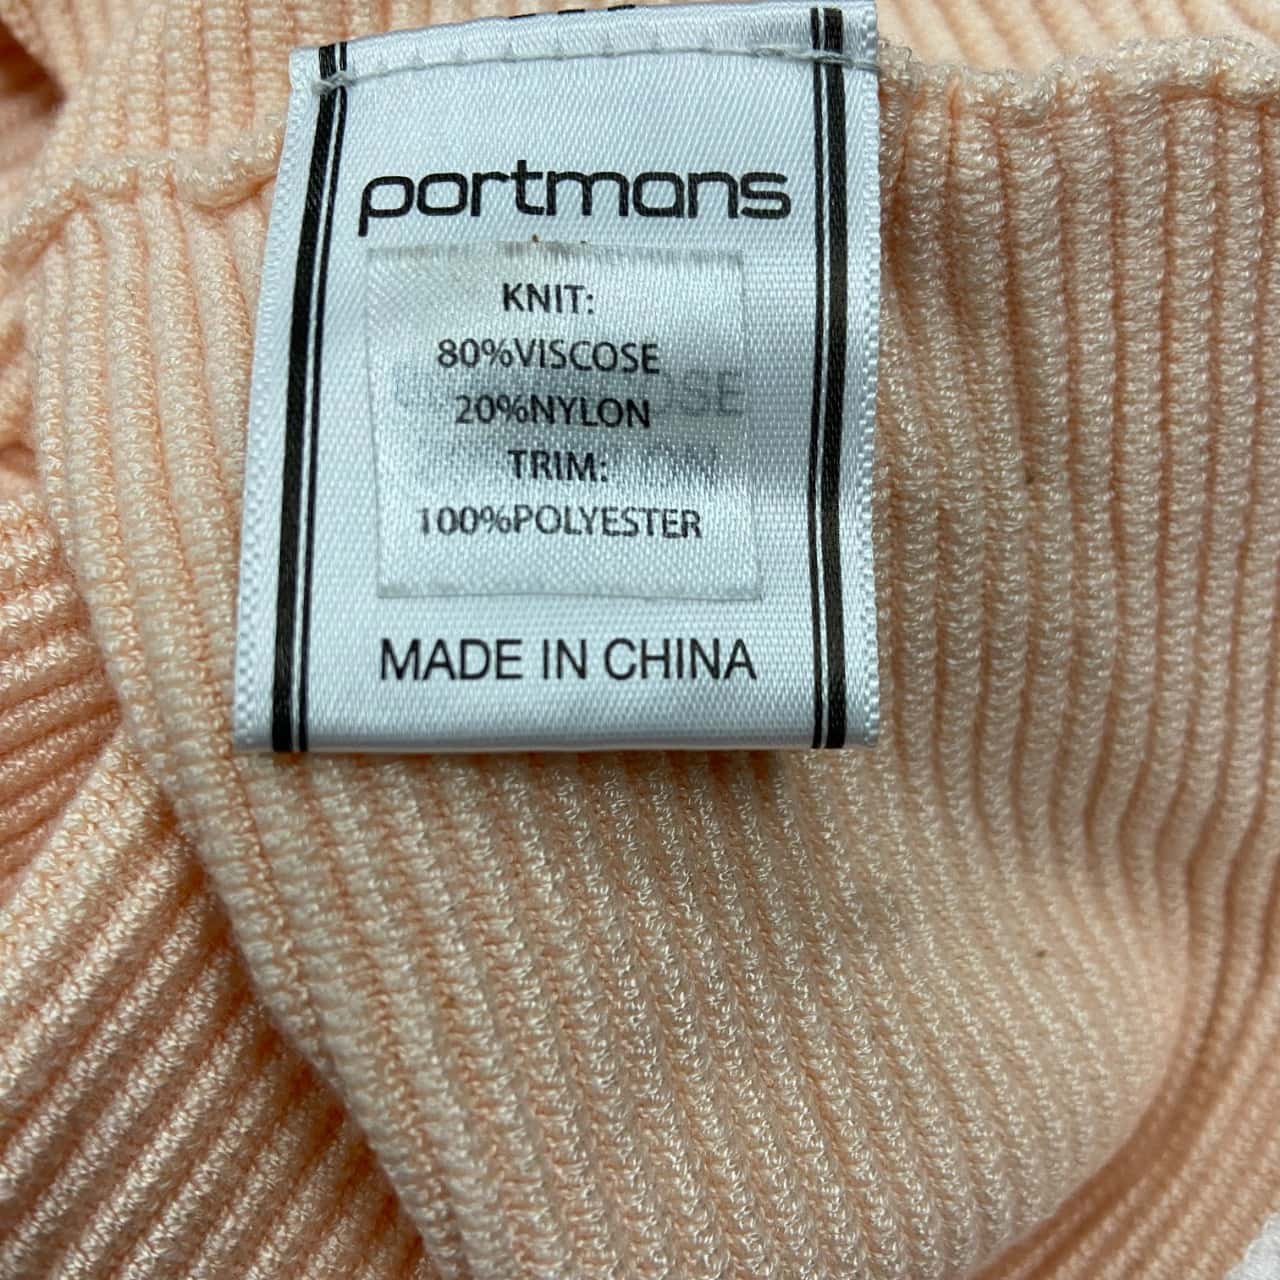 portmans
KNIT:
80%VISCOSE
20%NYLON
TRIM:
100%POLYESTER
MADE IN CHINA